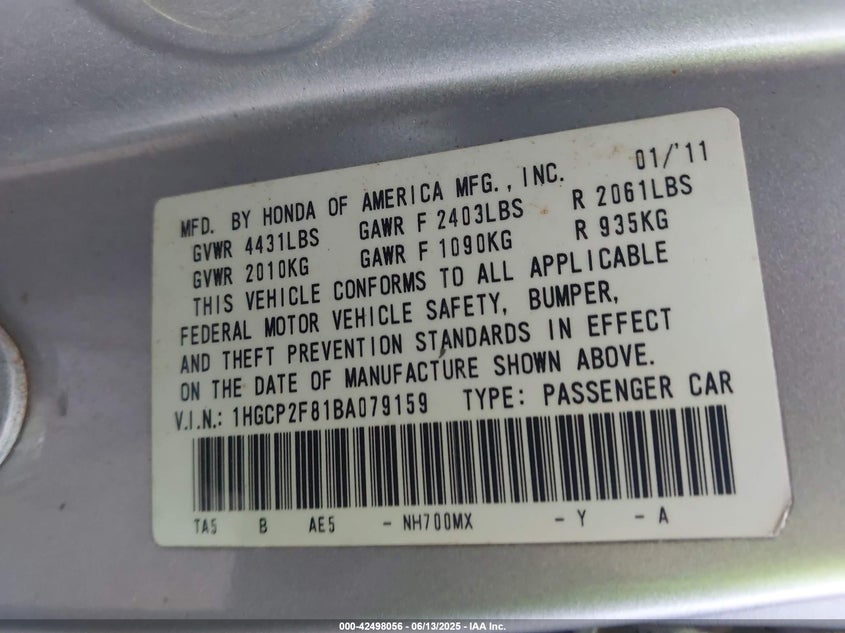 MFD. BY HONDA OF AMERICA MFG., INC. 01/'11
GVWR 4431LBS GAWR F 2403LBS R 2061LBS
GVWR 2010KG GAWR F 1090KG R 935KG
THIS VEHICLE CONFORMS TO ALL APPLICABLE
FEDERAL MOTOR VEHICLE SAFETY, BUMPER,
AND THEFT PREVENTION STANDARDS IN EFFECT
ON THE DATE OF MANUFACTURE SHOWN ABOVE.
V.I.N.: 1HGCP2F81BA079159 TYPE: PASSENGER CAR
TA5 B AE5 - NH700MX - Y - A
000-42498056 - 06/13/2025 - IAA Inc.